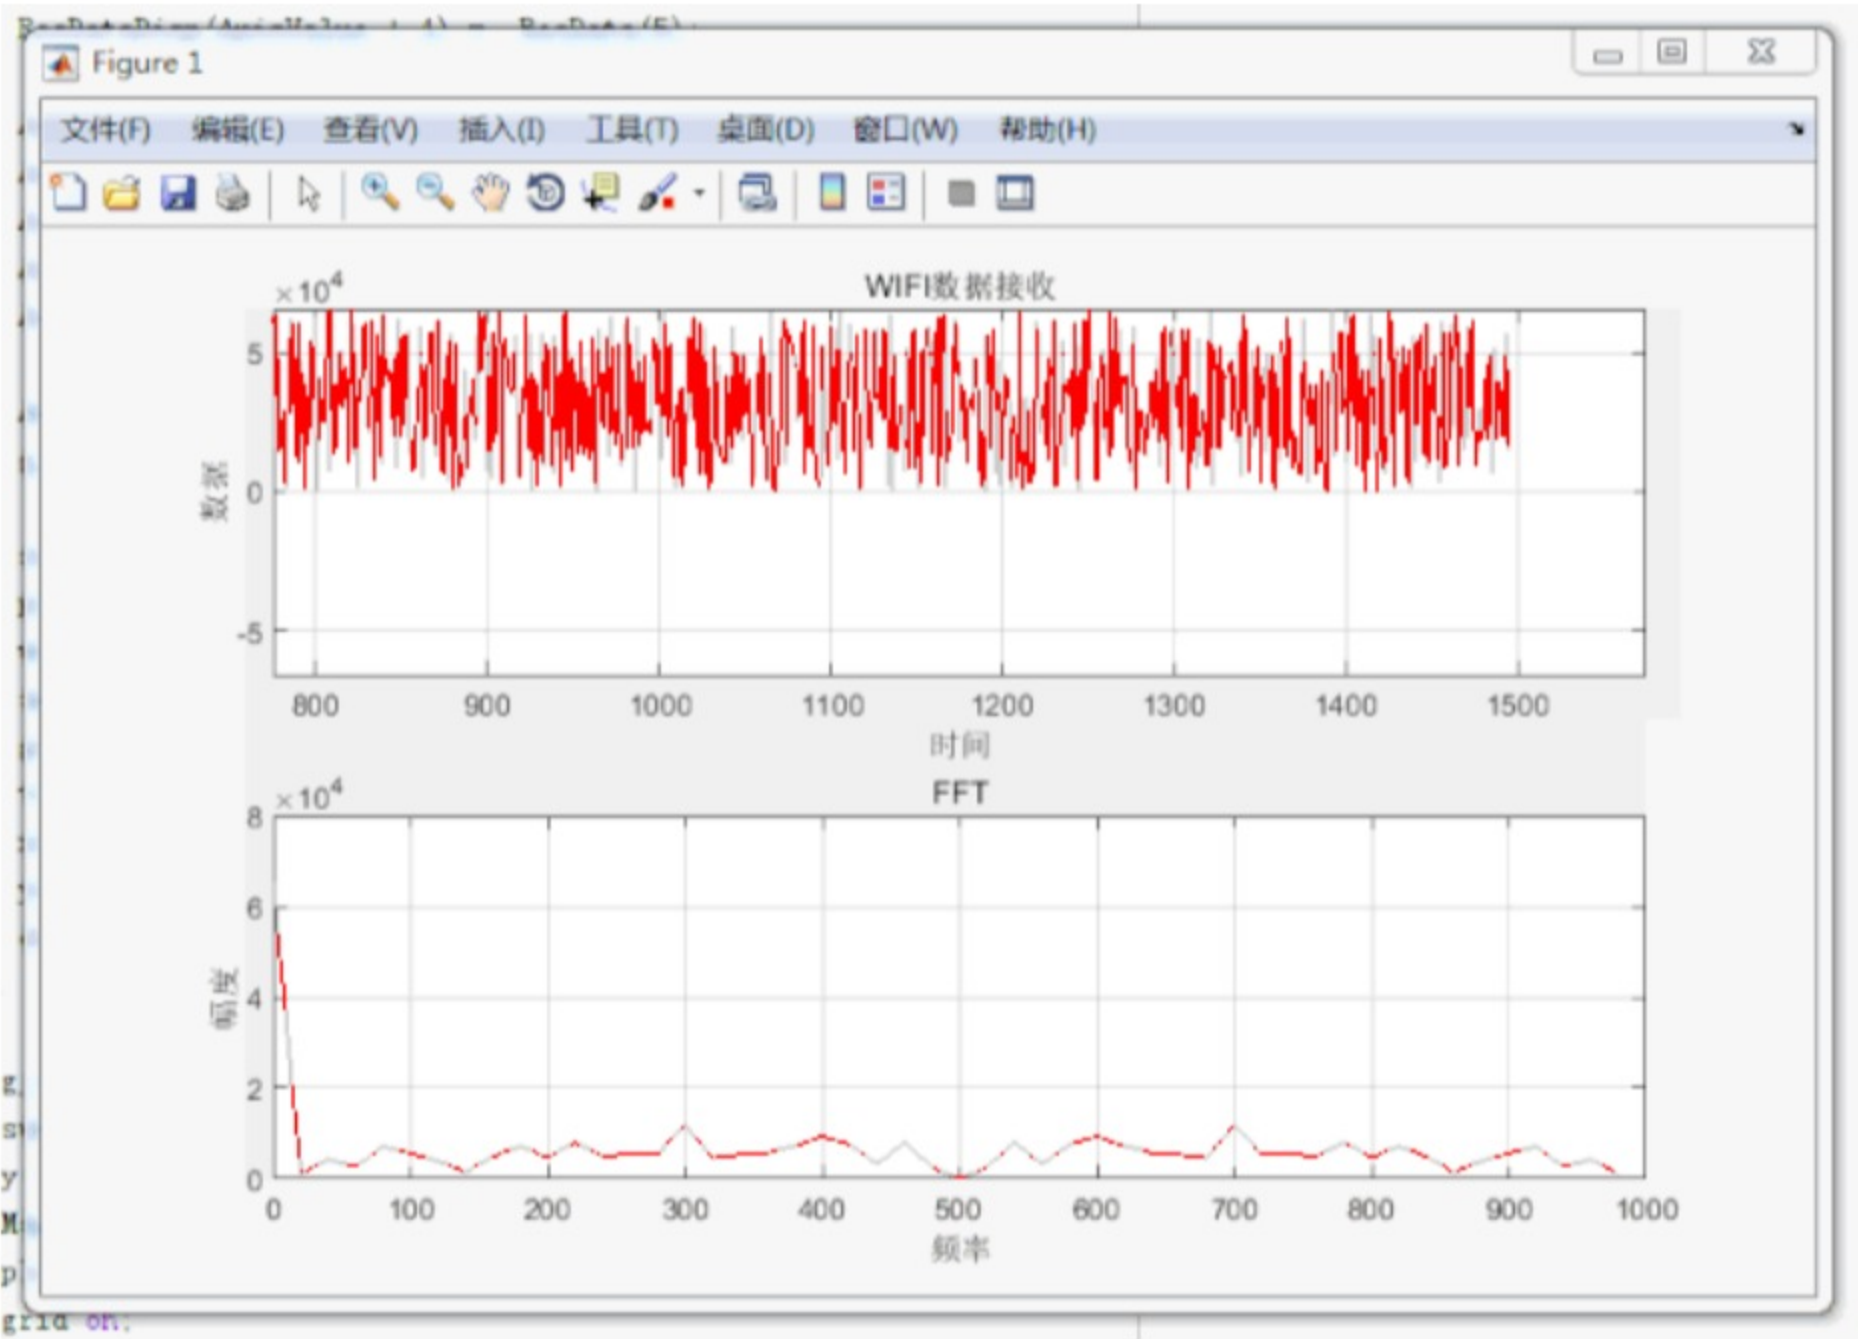 Figure 1
文件(F) 编辑(E) 查看(V) 插入(I) 工具(T) 桌面(D) 窗口(W) 帮助(H)
WIFI数据接收
×10⁴
5
0
-5
数据
800 900 1000 1100 1200 1300 1400 1500
时间
FFT
×10⁴
8
6
4
2
0
幅度
0 100 200 300 400 500 600 700 800 900 1000
频率
grid on;